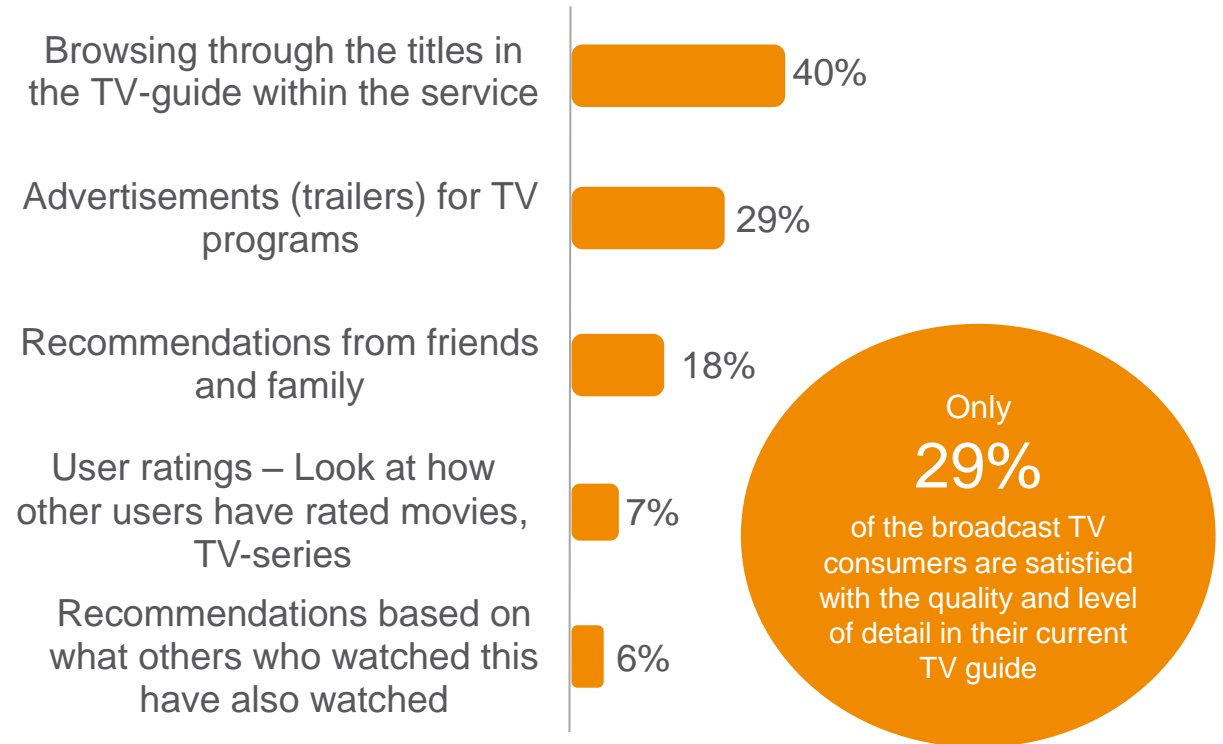 Browsing through the titles in
the TV-guide within the service
40%
Advertisements (trailers) for TV
programs
29%
Recommendations from friends
and family
18%
User ratings – Look at how
other users have rated movies,
TV-series
7%
Recommendations based on
what others who watched this
have also watched
6%
Only
29%
of the broadcast TV
consumers are satisfied
with the quality and level
of detail in their current
TV guide